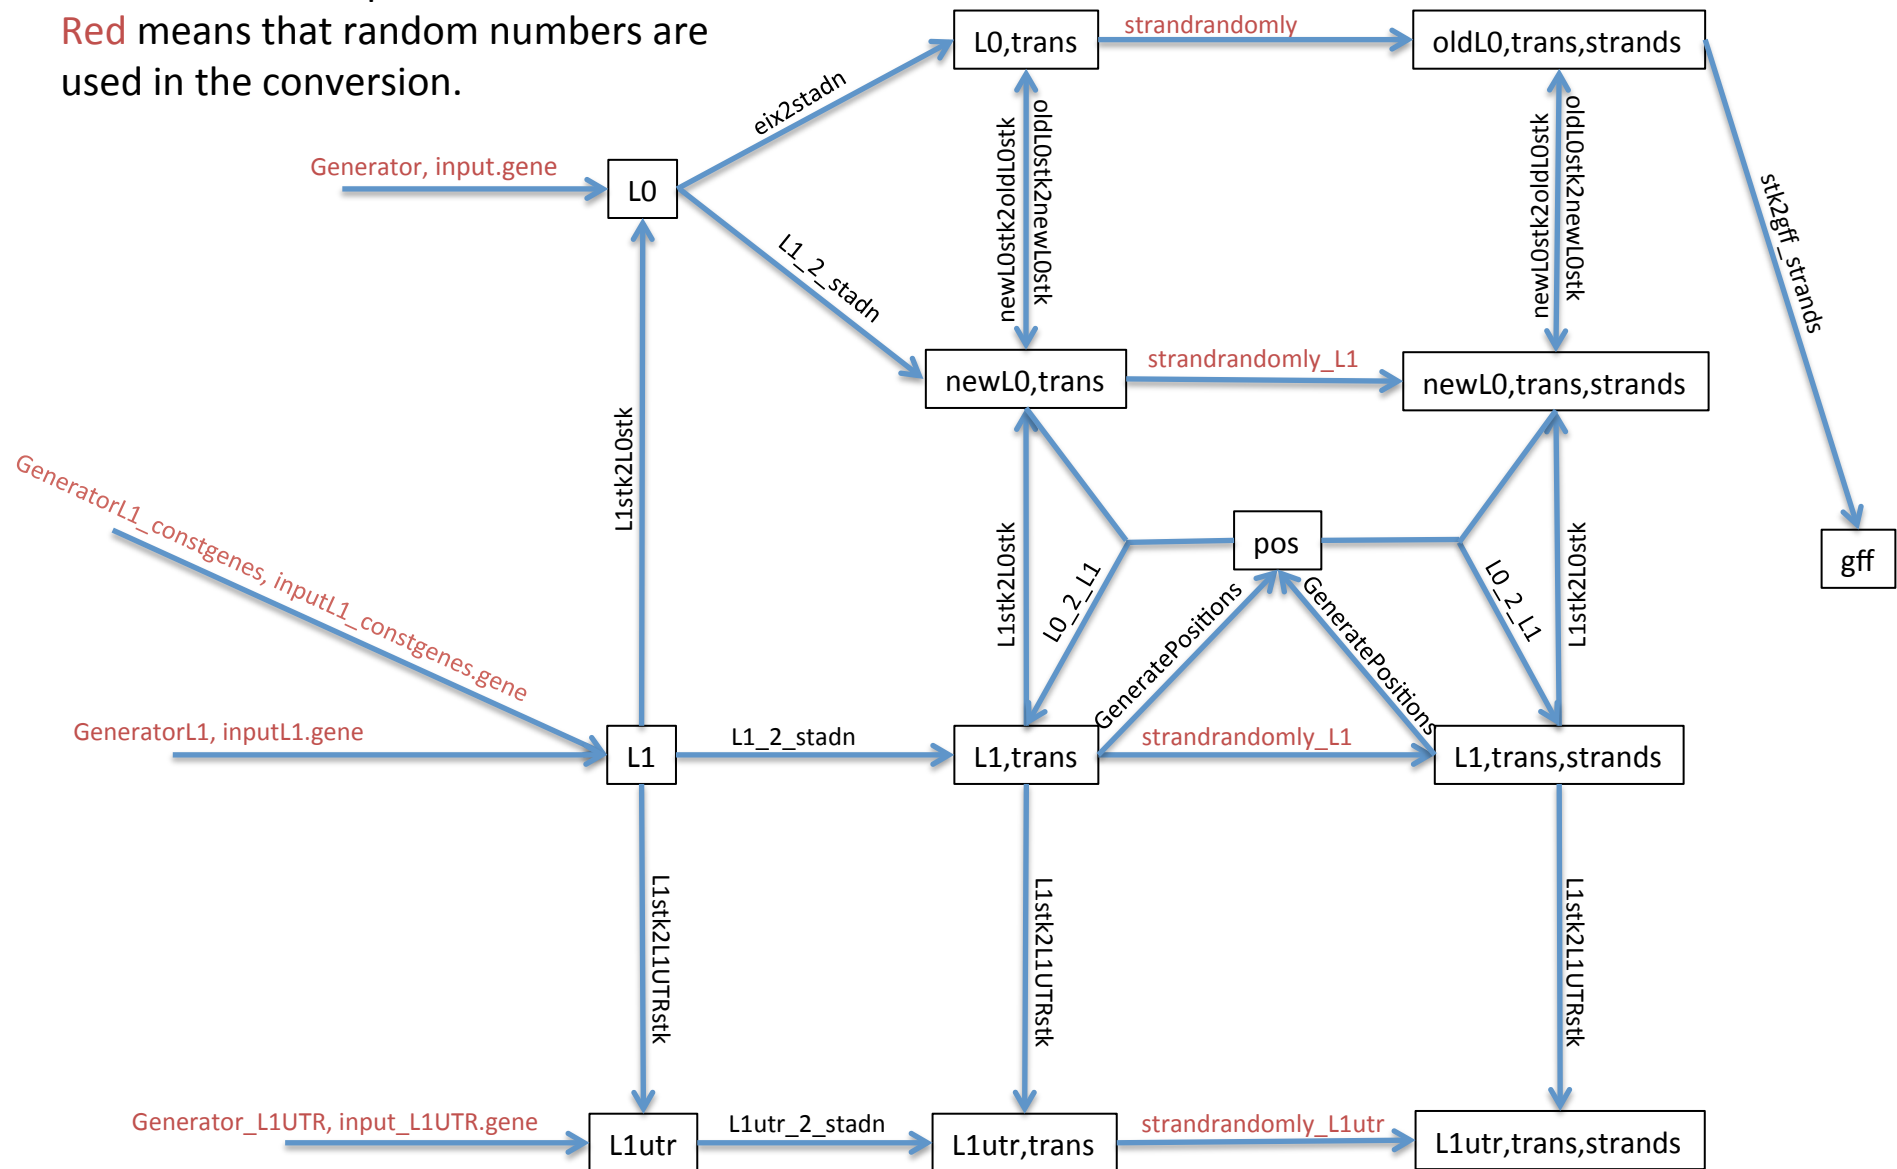 Red means that random numbers are
used in the conversion.
L0,trans
strandrandomly
oldL0,trans,strands
eix2stadn
Generator, input.gene
L0
newL0stk2oldL0stk
oldL0stk2newL0stk
newL0stk2oldL0stk
oldL0stk2newL0stk
stk2gff_strands
L1_2_stadn
newL0,trans
strandrandomly_L1
newL0,trans,strands
L1stk2L0stk
GeneratorL1_constgenes, inputL1_constgenes.gene
L1stk2L0stk
L0_2_L1
pos
L0_2_L1
L1stk2L0stk
gff
GeneratePositions
GeneratePositions
GeneratorL1, inputL1.gene
L1
L1_2_stadn
L1,trans
strandrandomly_L1
L1,trans,strands
L1stk2L1UTRstk
L1stk2L1UTRstk
L1stk2L1UTRstk
Generator_L1UTR, input_L1UTR.gene
L1utr
L1utr_2_stadn
L1utr,trans
strandrandomly_L1utr
L1utr,trans,strands